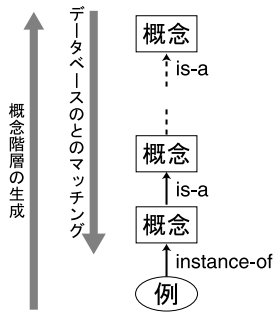 概念階層の生成
データベースのとのマッチング
概念
is-a
概念
is-a
概念
instance-of
例